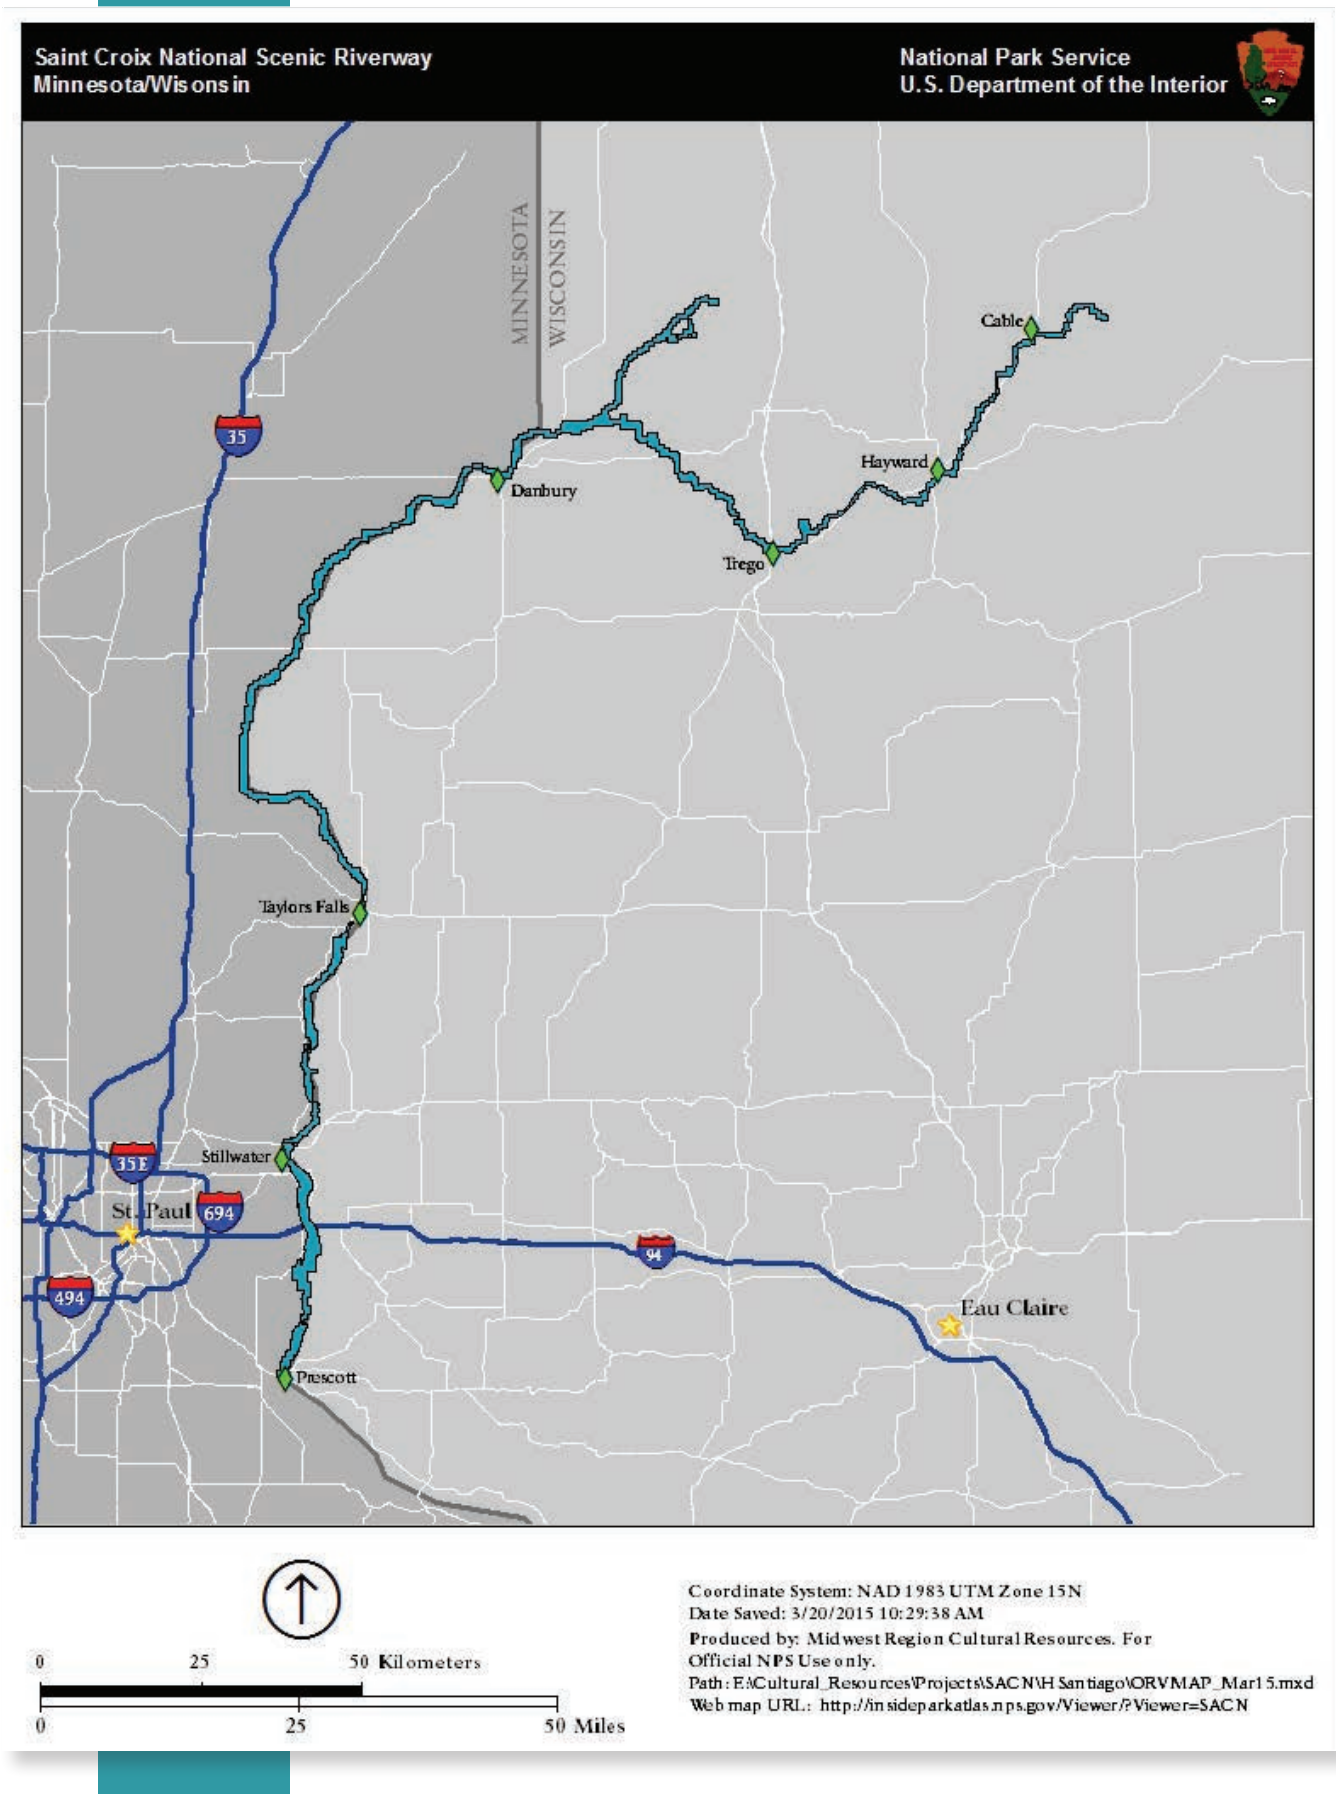 Saint Croix National Scenic Riverway
Minnesota/Wisonsin
National Park Service
U.S. Department of the Interior
MINNESOTA
WISCONSIN
Cable
35
Hayward
Danbury
Trego
Taylors Falls
Stillwater
35E
St. Paul
694
94
494
Eau Claire
Prescott
0 25 50 Kilometers
0 25 50 Miles
Coordinate System: NAD 1983 UTM Zone 15N
Date Saved: 3/20/2015 10:29:38 AM
Produced by: Midwest Region Cultural Resources. For
Official NPS Use only.
Path: E:\Cultural_Resources\Projects\SACN\H Santiago\ORVMAP_Mar15.mxd
Web map URL: http://insideparkatlas.nps.gov/Viewer/?Viewer=SACN